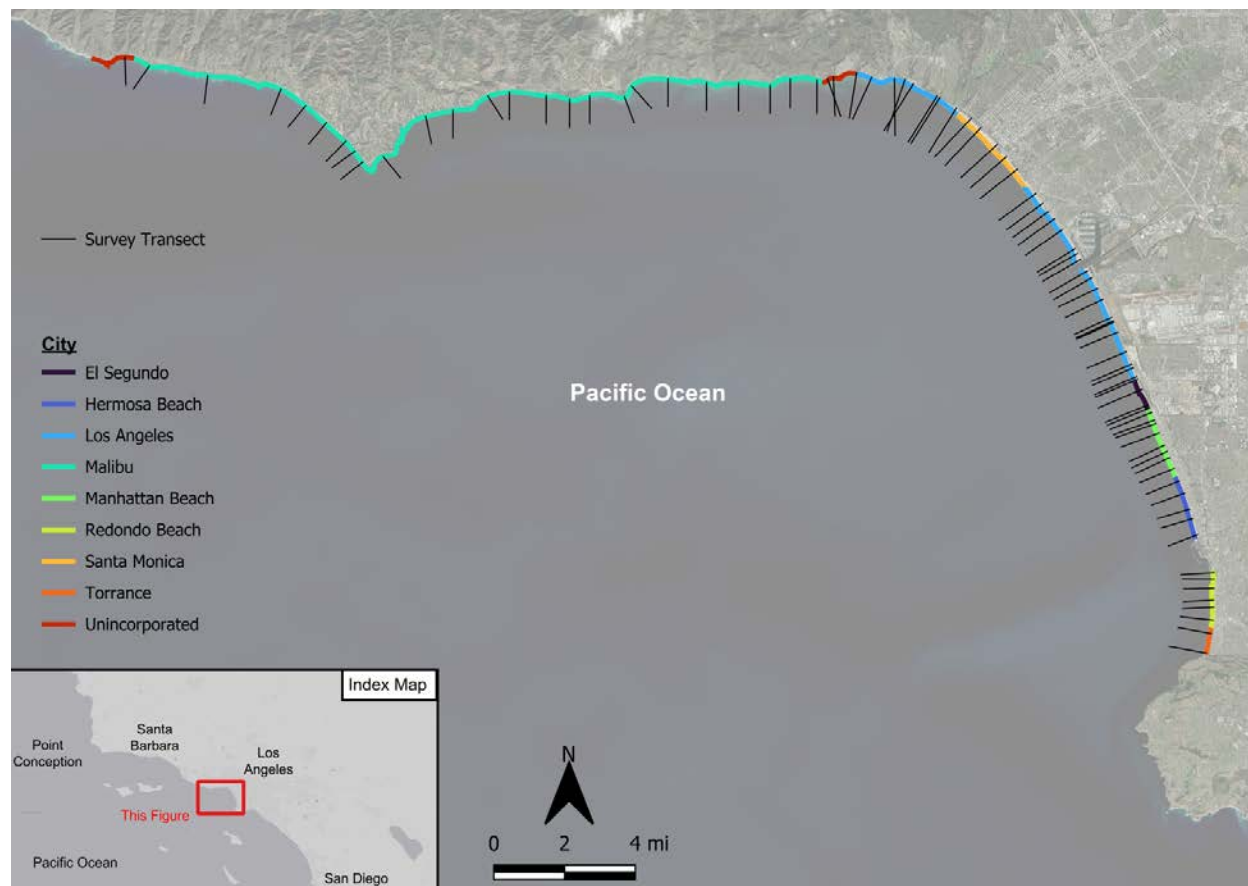 Survey Transect
City
El Segundo
Hermosa Beach
Los Angeles
Malibu
Manhattan Beach
Redondo Beach
Santa Monica
Torrance
Unincorporated
Pacific Ocean
Index Map
Santa
Barbara
Point
Conception
Los
Angeles
This Figure
Pacific Ocean
San Diego
N
0 2 4 mi